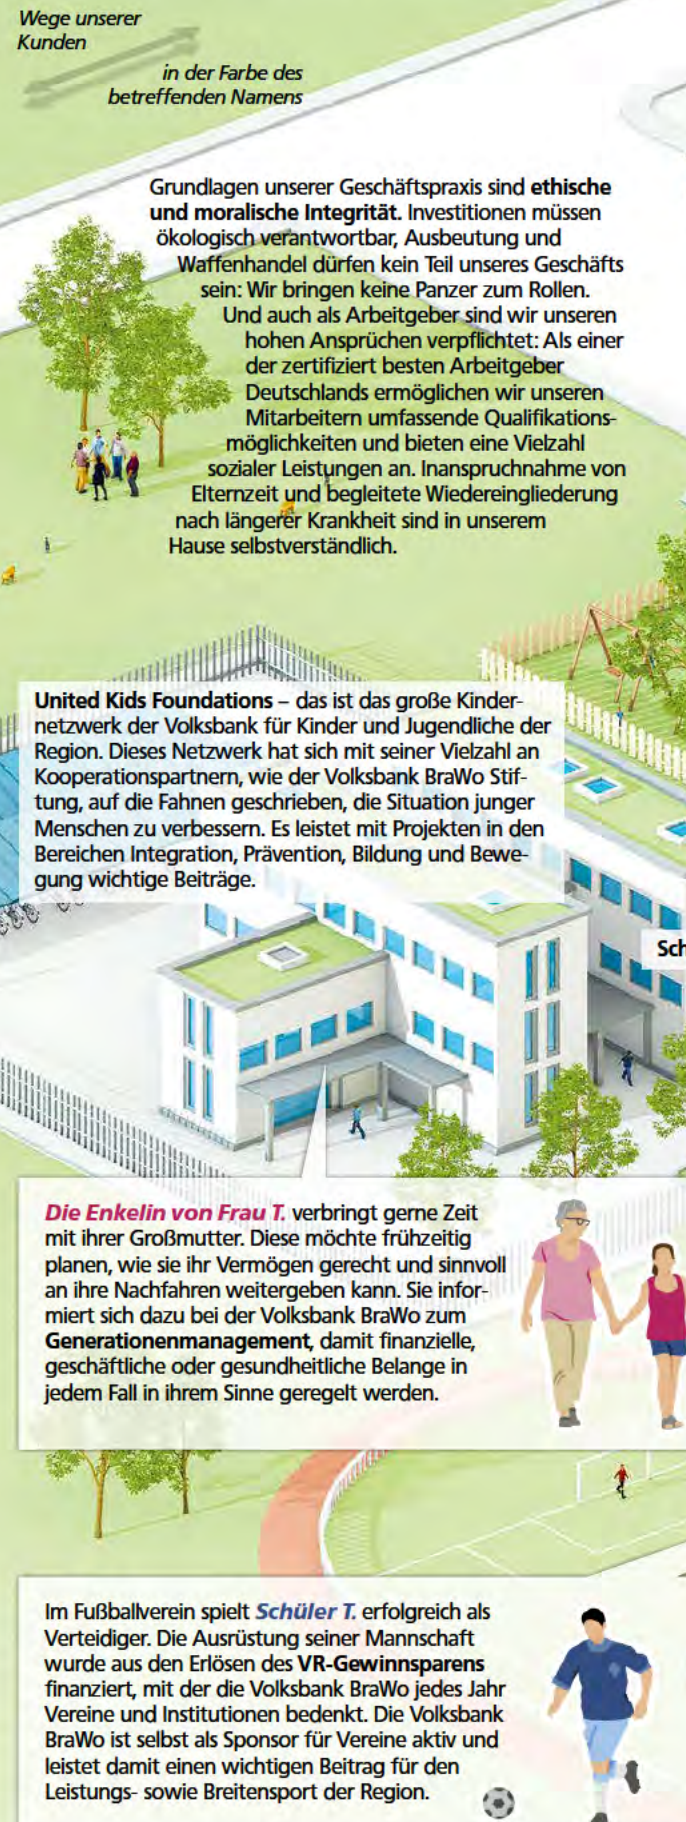 Wege unserer
Kunden
in der Farbe des
betreffenden Namens
Grundlagen unserer Geschäftspraxis sind ethische
und moralische Integrität. Investitionen müssen
ökologisch verantwortbar, Ausbeutung und
Waffenhandel dürfen kein Teil unseres Geschäfts
sein: Wir bringen keine Panzer zum Rollen.
Und auch als Arbeitgeber sind wir unseren
hohen Ansprüchen verpflichtet: Als einer
der zertifiziert besten Arbeitgeber
Deutschlands ermöglichen wir unseren
Mitarbeitern umfassende Qualifikations-
möglichkeiten und bieten eine Vielzahl
sozialer Leistungen an. Inanspruchnahme von
Elternzeit und begleitete Wiedereingliederung
nach längerer Krankheit sind in unserem
Hause selbstverständlich.
United Kids Foundations – das ist das große Kinder-
netzwerk der Volksbank für Kinder und Jugendliche der
Region. Dieses Netzwerk hat sich mit seiner Vielzahl an
Kooperationspartnern, wie der Volksbank BraWo Stif-
tung, auf die Fahnen geschrieben, die Situation junger
Menschen zu verbessern. Es leistet mit Projekten in den
Bereichen Integration, Prävention, Bildung und Bewe-
gung wichtige Beiträge.
Sch
Die Enkelin von Frau T. verbringt gerne Zeit
mit ihrer Großmutter. Diese möchte frühzeitig
planen, wie sie ihr Vermögen gerecht und sinnvoll
an ihre Nachfahren weitergeben kann. Sie infor-
miert sich dazu bei der Volksbank BraWo zum
Generationenmanagement, damit finanzielle,
geschäftliche oder gesundheitliche Belange in
jedem Fall in ihrem Sinne geregelt werden.
Im Fußballverein spielt Schüler T. erfolgreich als
Verteidiger. Die Ausrüstung seiner Mannschaft
wurde aus den Erlösen des VR-Gewinnsparens
finanziert, mit der die Volksbank BraWo jedes Jahr
Vereine und Institutionen bedenkt. Die Volksbank
BraWo ist selbst als Sponsor für Vereine aktiv und
leistet damit einen wichtigen Beitrag für den
Leistungs- sowie Breitensport der Region.